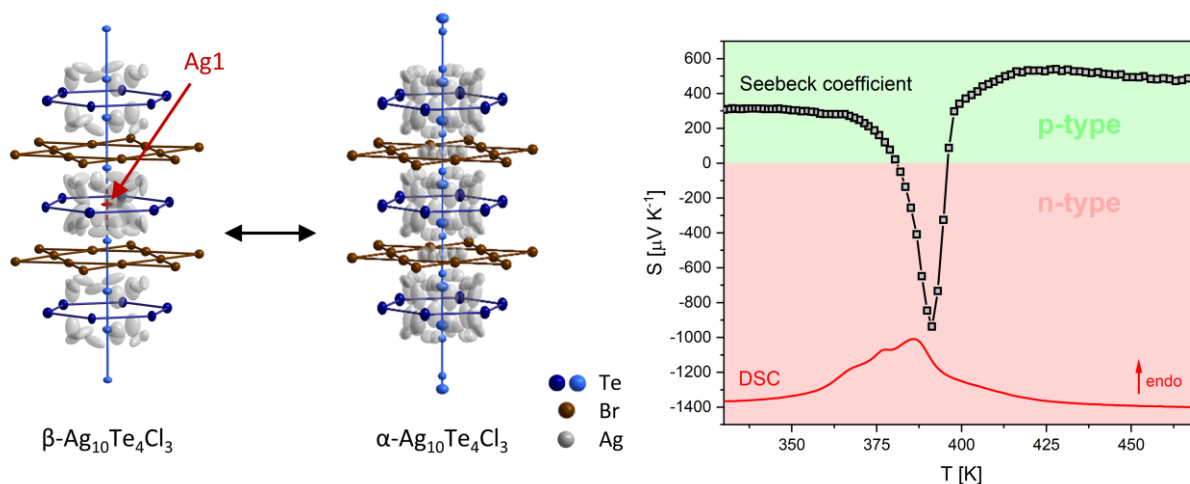 Ag1
Te
Br
Ag
β-Ag₁₀Te₄Cl₃
α-Ag₁₀Te₄Cl₃
Seebeck coefficient
p-type
n-type
DSC
endo
S [µV K⁻¹]
600
400
200
0
-200
-400
-600
-800
-1000
-1200
-1400
350
375
400
425
450
T [K]